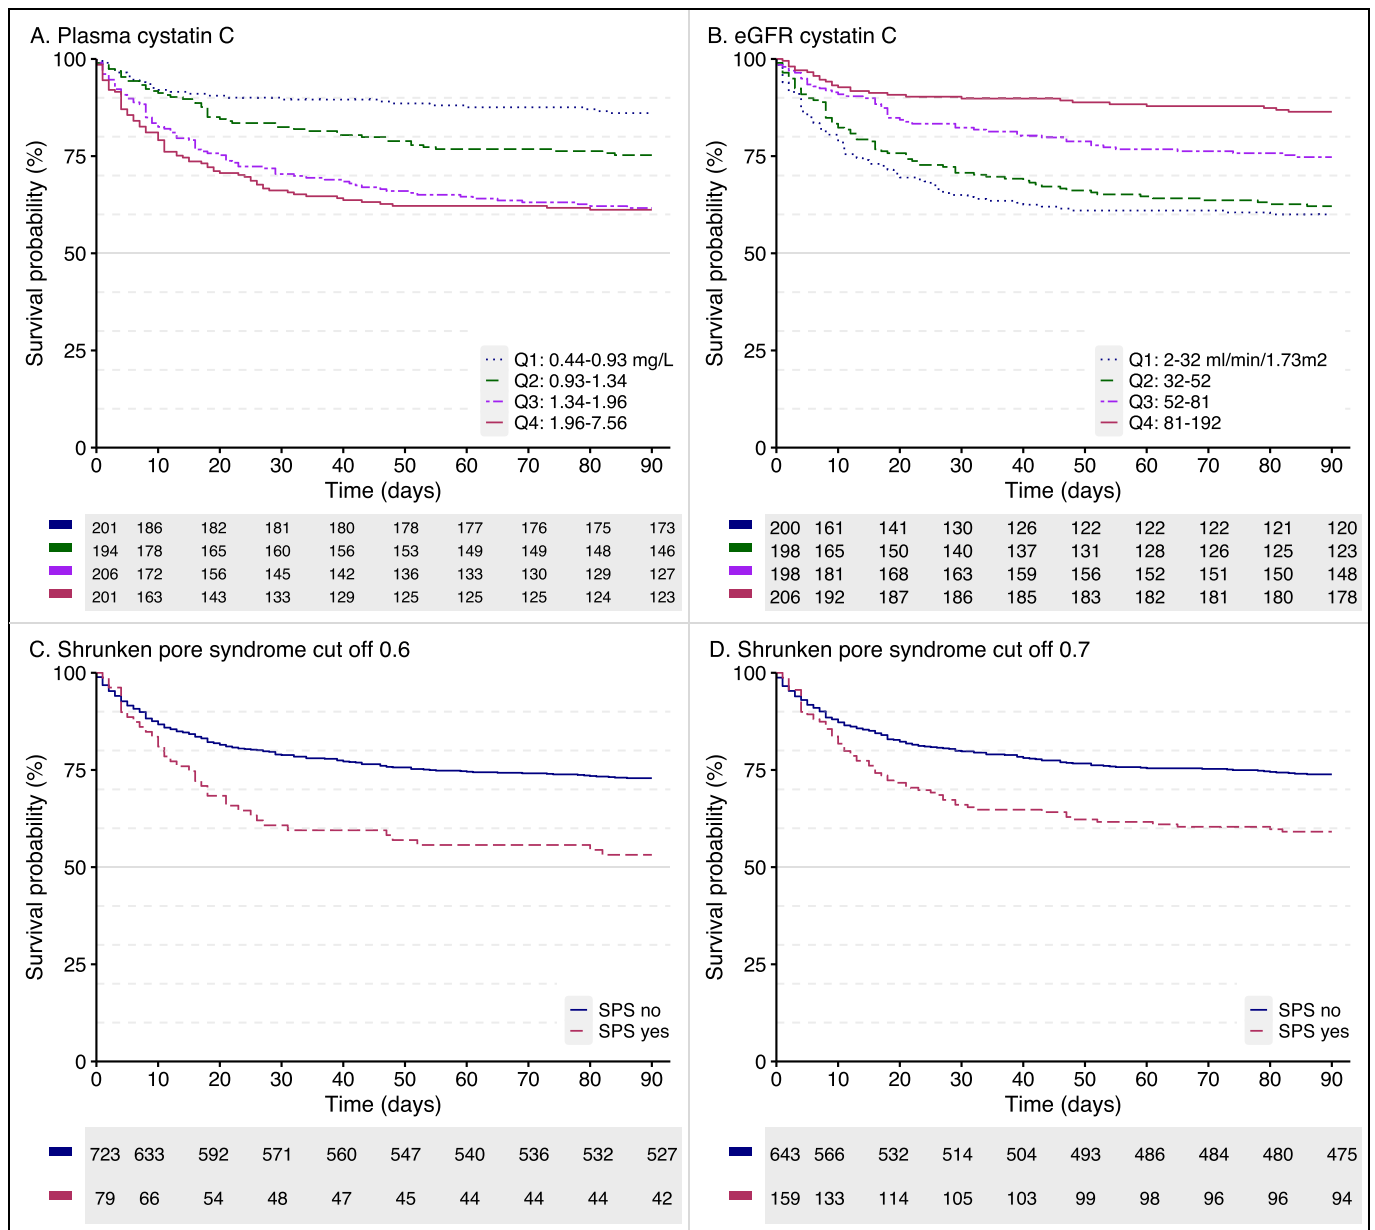 A. Plasma cystatin C
Survival probability (%)
100
75
50
25
0
Q1: 0.44-0.93 mg/L
Q2: 0.93-1.34
Q3: 1.34-1.96
Q4: 1.96-7.56
0 10 20 30 40 50 60 70 80 90
Time (days)
201 186 182 181 180 178 177 176 175 173
194 178 165 160 156 153 149 149 148 146
206 172 156 145 142 136 133 130 129 127
201 163 143 133 129 125 125 125 124 123
B. eGFR cystatin C
Survival probability (%)
100
75
50
25
0
Q1: 2-32 ml/min/1.73m2
Q2: 32-52
Q3: 52-81
Q4: 81-192
0 10 20 30 40 50 60 70 80 90
Time (days)
200 161 141 130 126 122 122 122 121 120
198 165 150 140 137 131 128 126 125 123
198 181 168 163 159 156 152 151 150 148
206 192 187 186 185 183 182 181 180 178
C. Shrunken pore syndrome cut off 0.6
Survival probability (%)
100
75
50
25
0
SPS no
SPS yes
0 10 20 30 40 50 60 70 80 90
Time (days)
723 633 592 571 560 547 540 536 532 527
79 66 54 48 47 45 44 44 44 42
D. Shrunken pore syndrome cut off 0.7
Survival probability (%)
100
75
50
25
0
SPS no
SPS yes
0 10 20 30 40 50 60 70 80 90
Time (days)
643 566 532 514 504 493 486 484 480 475
159 133 114 105 103 99 98 96 96 94